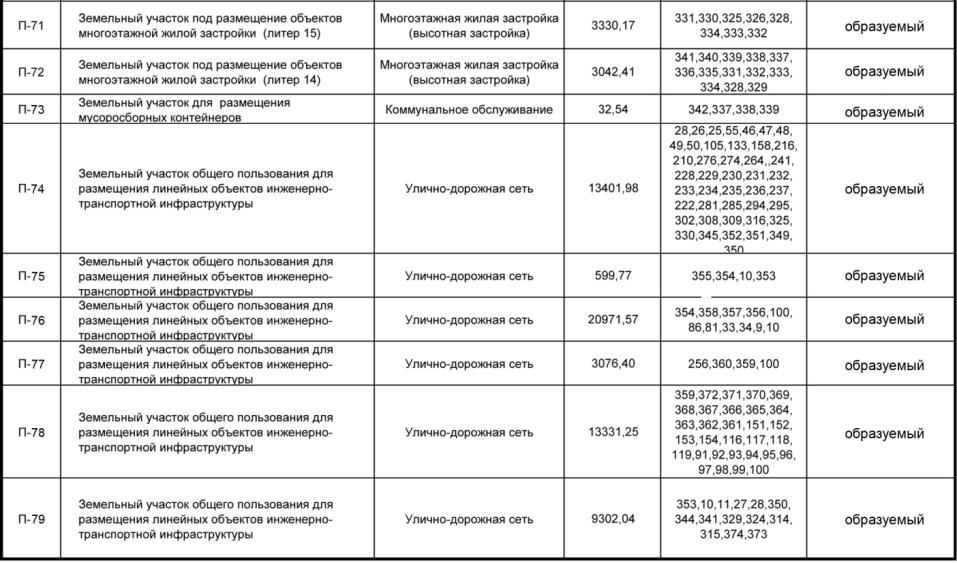 П-71
Земельный участок под размещение объектов
многоэтажной жилой застройки (литер 15)
Многоэтажная жилая застройка
(высотная застройка)
3330,17
331,330,325,326,328,
334,333,332
образуемый
П-72
Земельный участок под размещение объектов
многоэтажной жилой застройки (литер 14)
Многоэтажная жилая застройка
(высотная застройка)
3042,41
341,340,339,338,337,
336,335,331,332,333,
334,328,329
образуемый
П-73
Земельный участок для размещения
мусоросборных контейнеров
Коммунальное обслуживание
32,54
342,337,338,339
образуемый
П-74
Земельный участок общего пользования для
размещения линейных объектов инженерно-
транспортной инфраструктуры
Улично-дорожная сеть
13401,98
28,26,25,55,46,47,48,
49,50,105,133,158,216,
210,276,274,264,,241,
228,229,230,231,232,
233,234,235,236,237,
222,281,285,294,295,
302,308,309,316,325,
330,345,352,351,349,
350
образуемый
П-75
Земельный участок общего пользования для
размещения линейных объектов инженерно-
транспортной инфраструктуры
Улично-дорожная сеть
599,77
355,354,10,353
образуемый
П-76
Земельный участок общего пользования для
размещения линейных объектов инженерно-
транспортной инфраструктуры
Улично-дорожная сеть
20971,57
354,358,357,356,100,
86,81,33,34,9,10
образуемый
П-77
Земельный участок общего пользования для
размещения линейных объектов инженерно-
транспортной инфраструктуры
Улично-дорожная сеть
3076,40
256,360,359,100
образуемый
П-78
Земельный участок общего пользования для
размещения линейных объектов инженерно-
транспортной инфраструктуры
Улично-дорожная сеть
13331,25
359,372,371,370,369,
368,367,366,365,364,
363,362,361,151,152,
153,154,116,117,118,
119,91,92,93,94,95,96,
97,98,99,100
образуемый
П-79
Земельный участок общего пользования для
размещения линейных объектов инженерно-
транспортной инфраструктуры
Улично-дорожная сеть
9302,04
353,10,11,27,28,350,
344,341,329,324,314,
315,374,373
образуемый